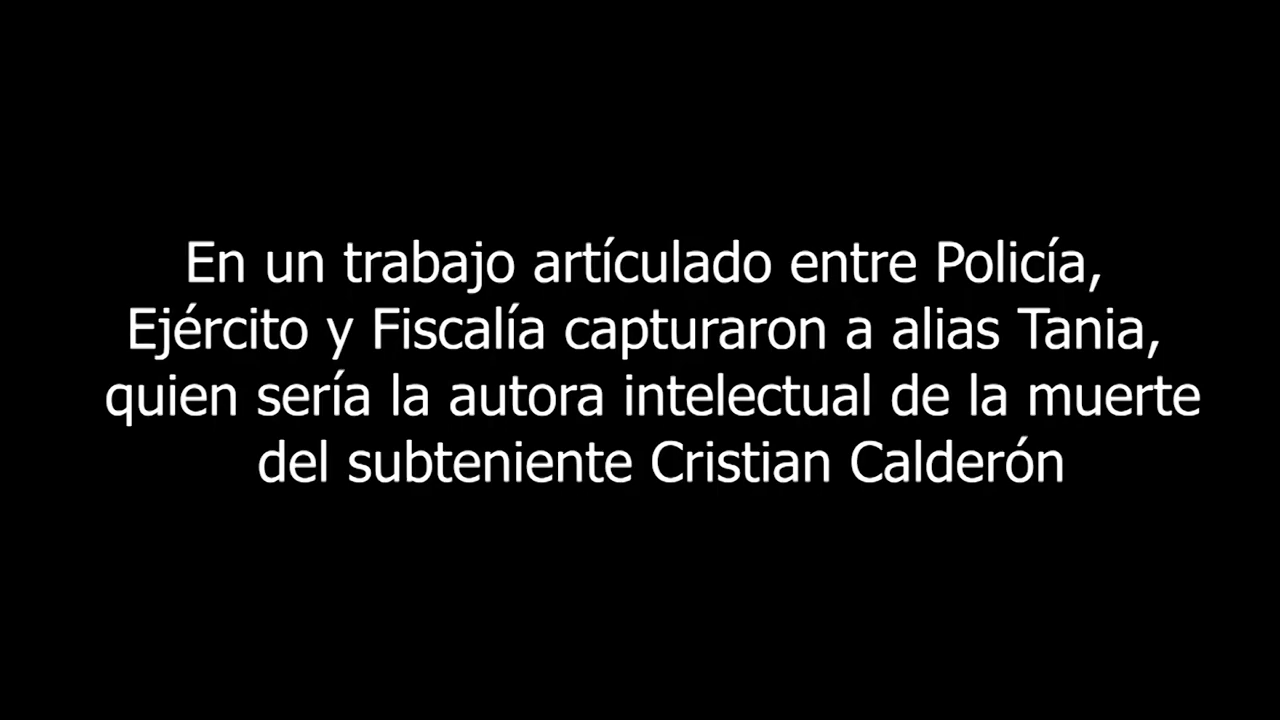 En un trabajo artículado entre Policía,
Ejército y Fiscalía capturaron a alias Tania,
quien sería la autora intelectual de la muerte
del subteniente Cristian Calderón